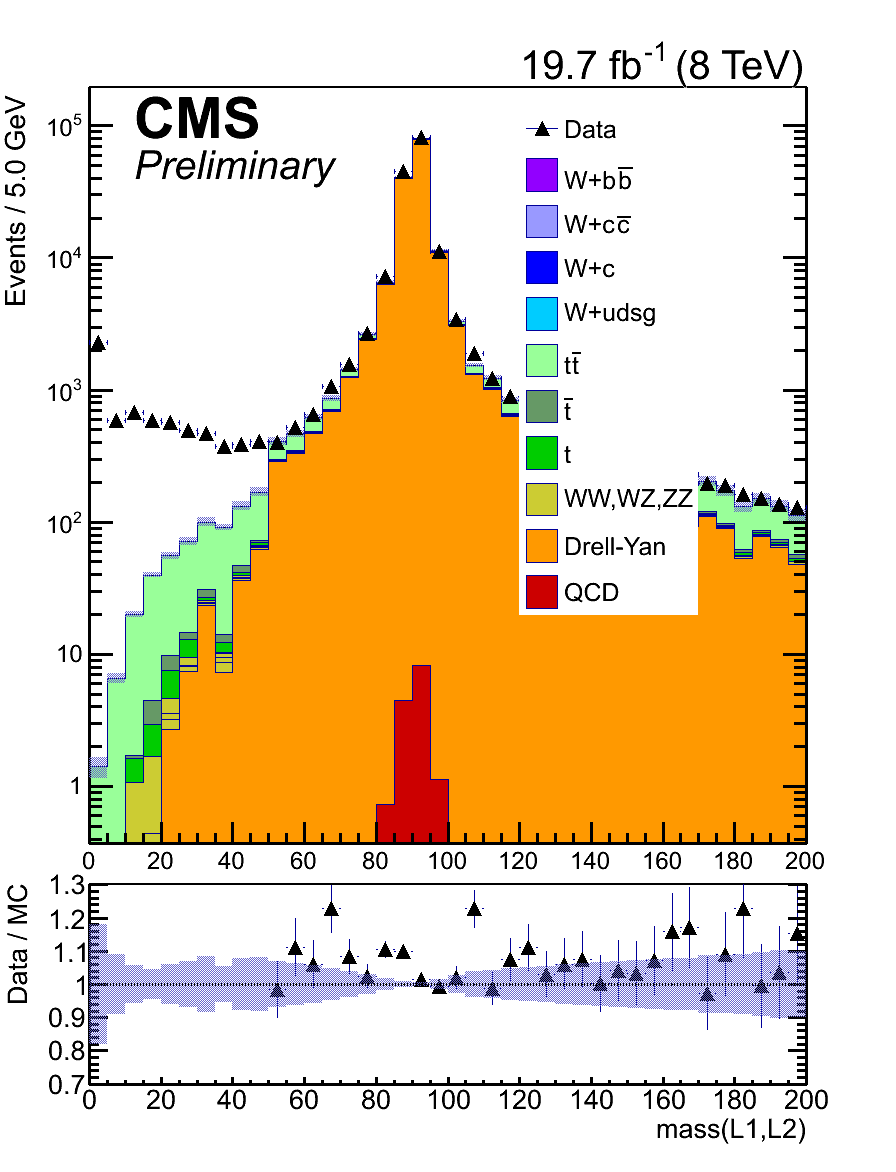 19.7 fb⁻¹ (8 TeV)
CMS
Preliminary
Events / 5.0 GeV
10⁵
10⁴
10³
10²
10
1
Data
W+bb̅
W+cc̅
W+c
W+udsg
tt̅
t̅
t
WW,WZ,ZZ
Drell-Yan
QCD
0 20 40 60 80 100 120 140 160 180 200
Data / MC
1.3
1.2
1.1
1
0.9
0.8
0.7
0 20 40 60 80 100 120 140 160 180 200
mass(L1,L2)